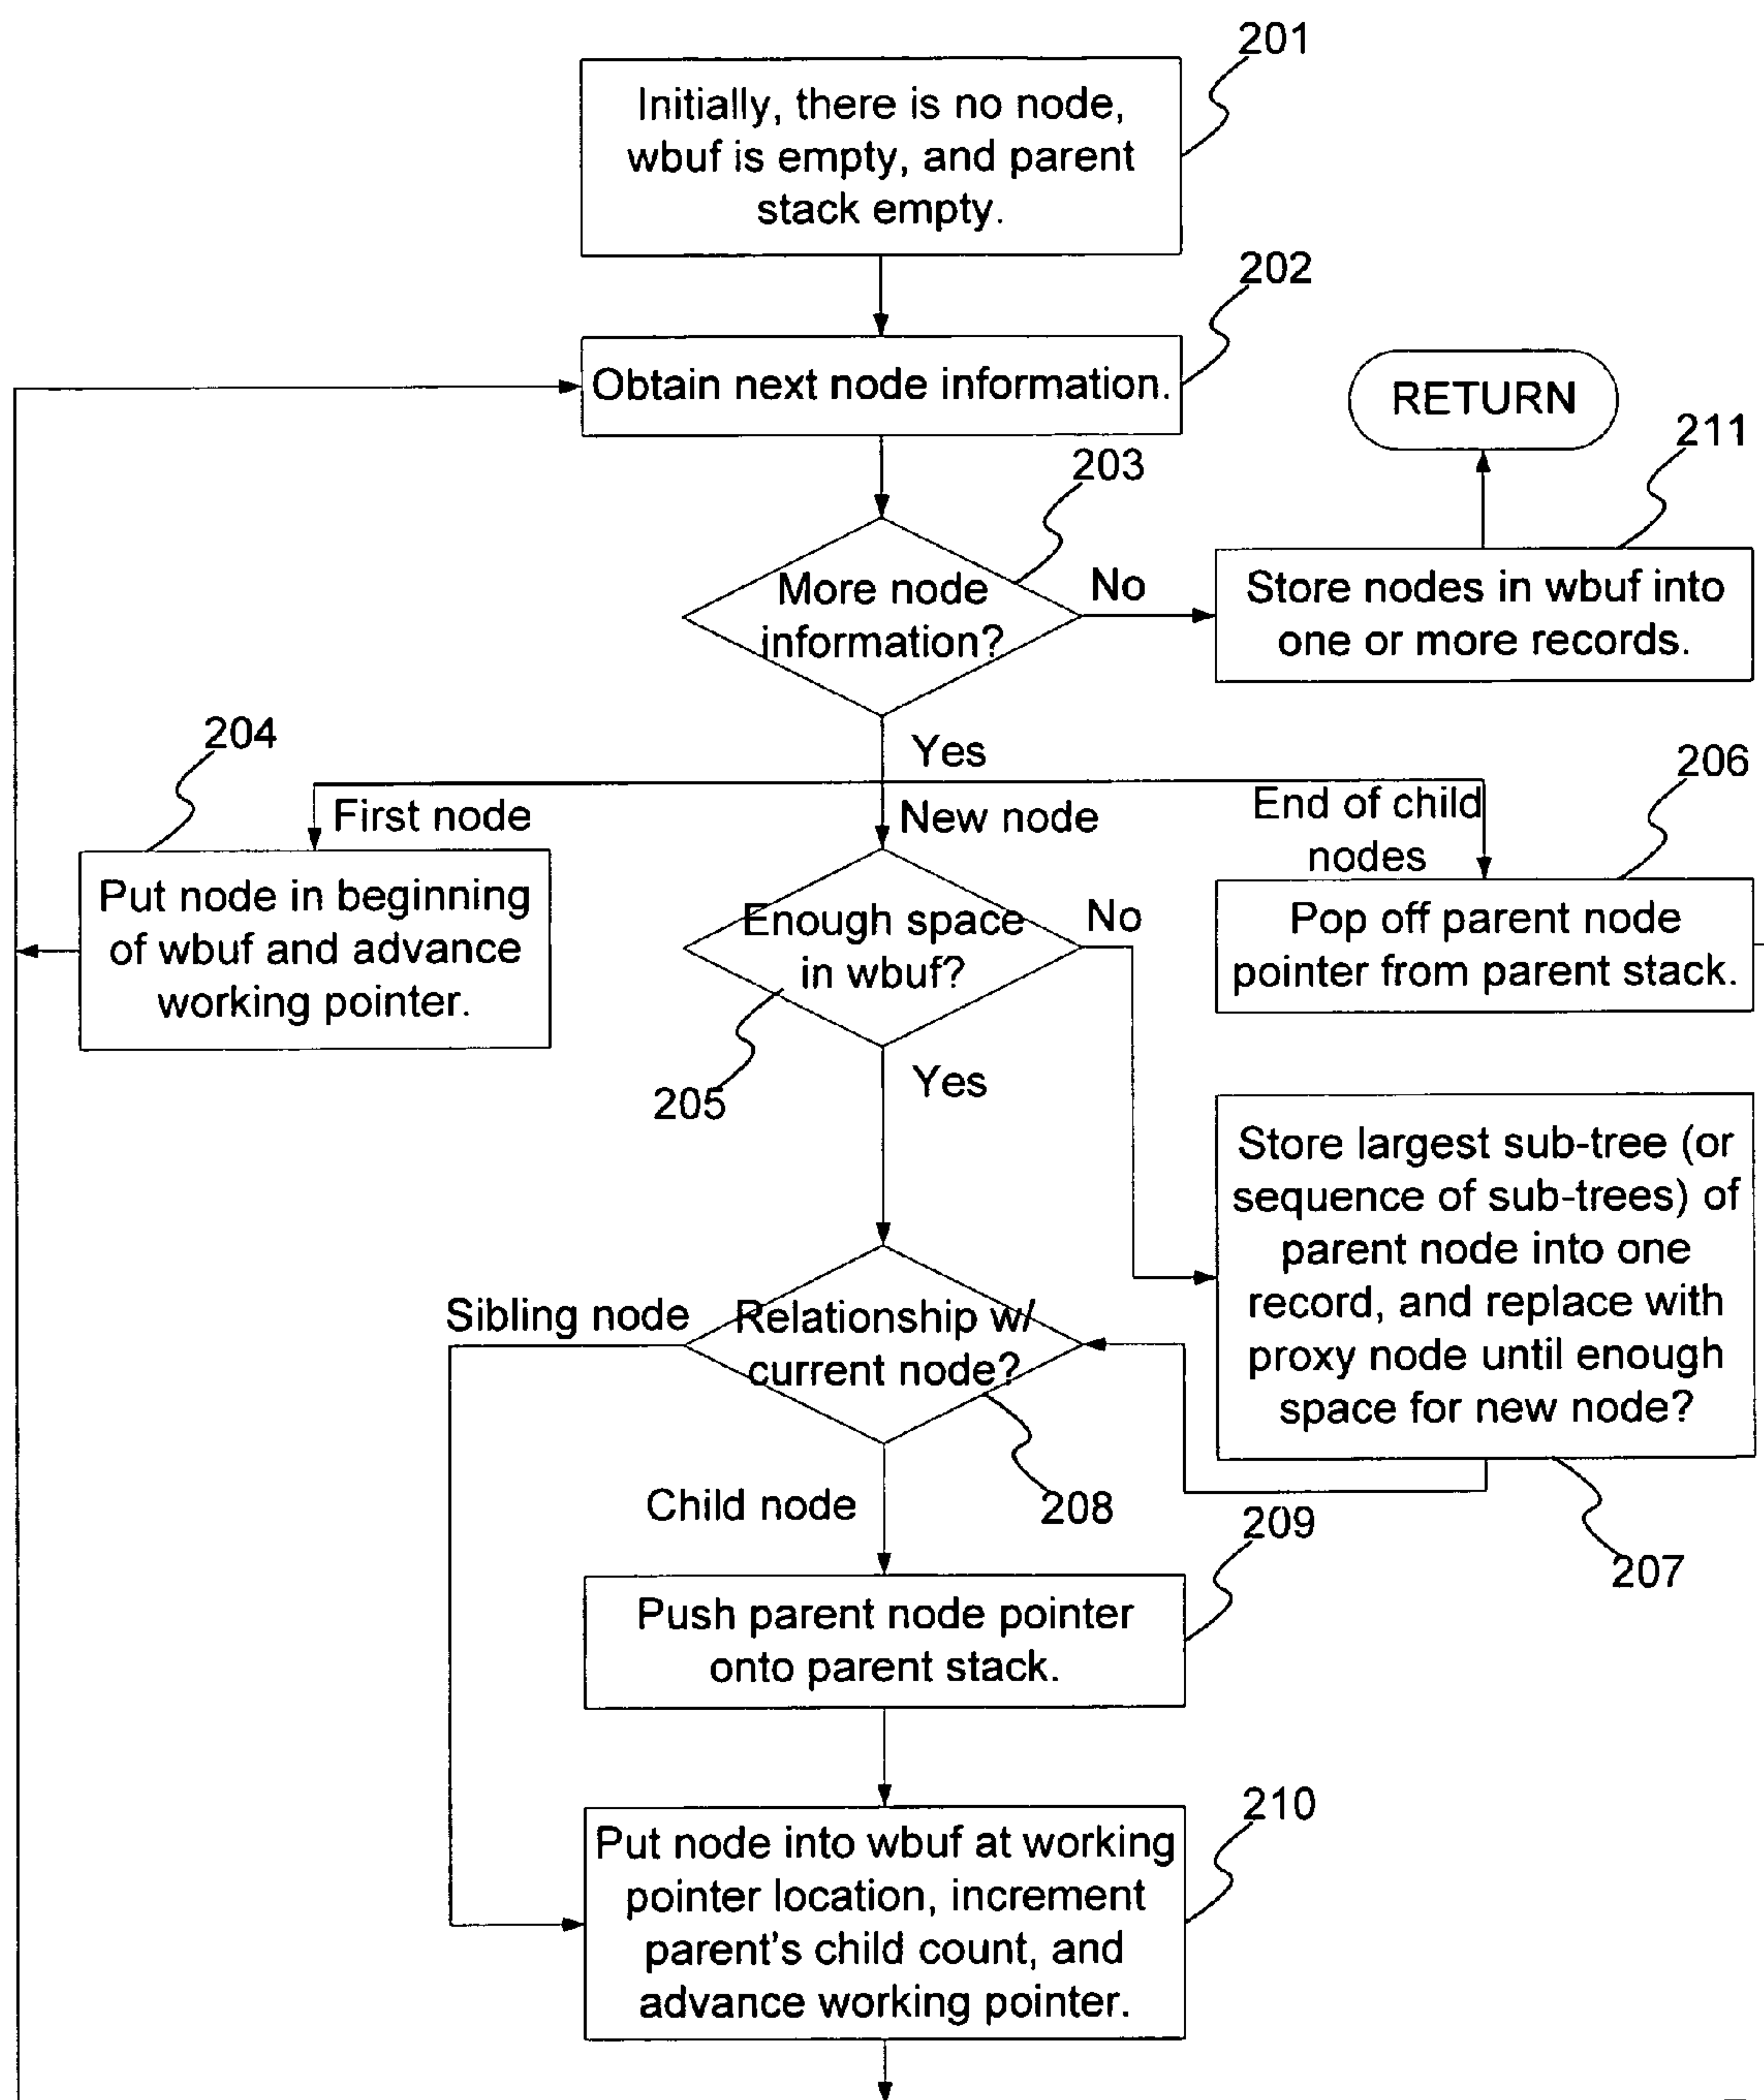 201
Initially, there is no node,
wbuf is empty, and parent
stack empty.
202
Obtain next node information.
RETURN
211
203
More node
information?
No
Store nodes in wbuf into
one or more records.
Yes
204
First node
New node
End of child
nodes
206
Put node in beginning
of wbuf and advance
working pointer.
Enough space
in wbuf?
No
Pop off parent node
pointer from parent stack.
205
Yes
Store largest sub-tree (or
sequence of sub-trees) of
parent node into one
record, and replace with
proxy node until enough
space for new node?
Sibling node
Relationship w/
current node?
Child node
208
209
207
Push parent node pointer
onto parent stack.
210
Put node into wbuf at working
pointer location, increment
parent's child count, and
advance working pointer.